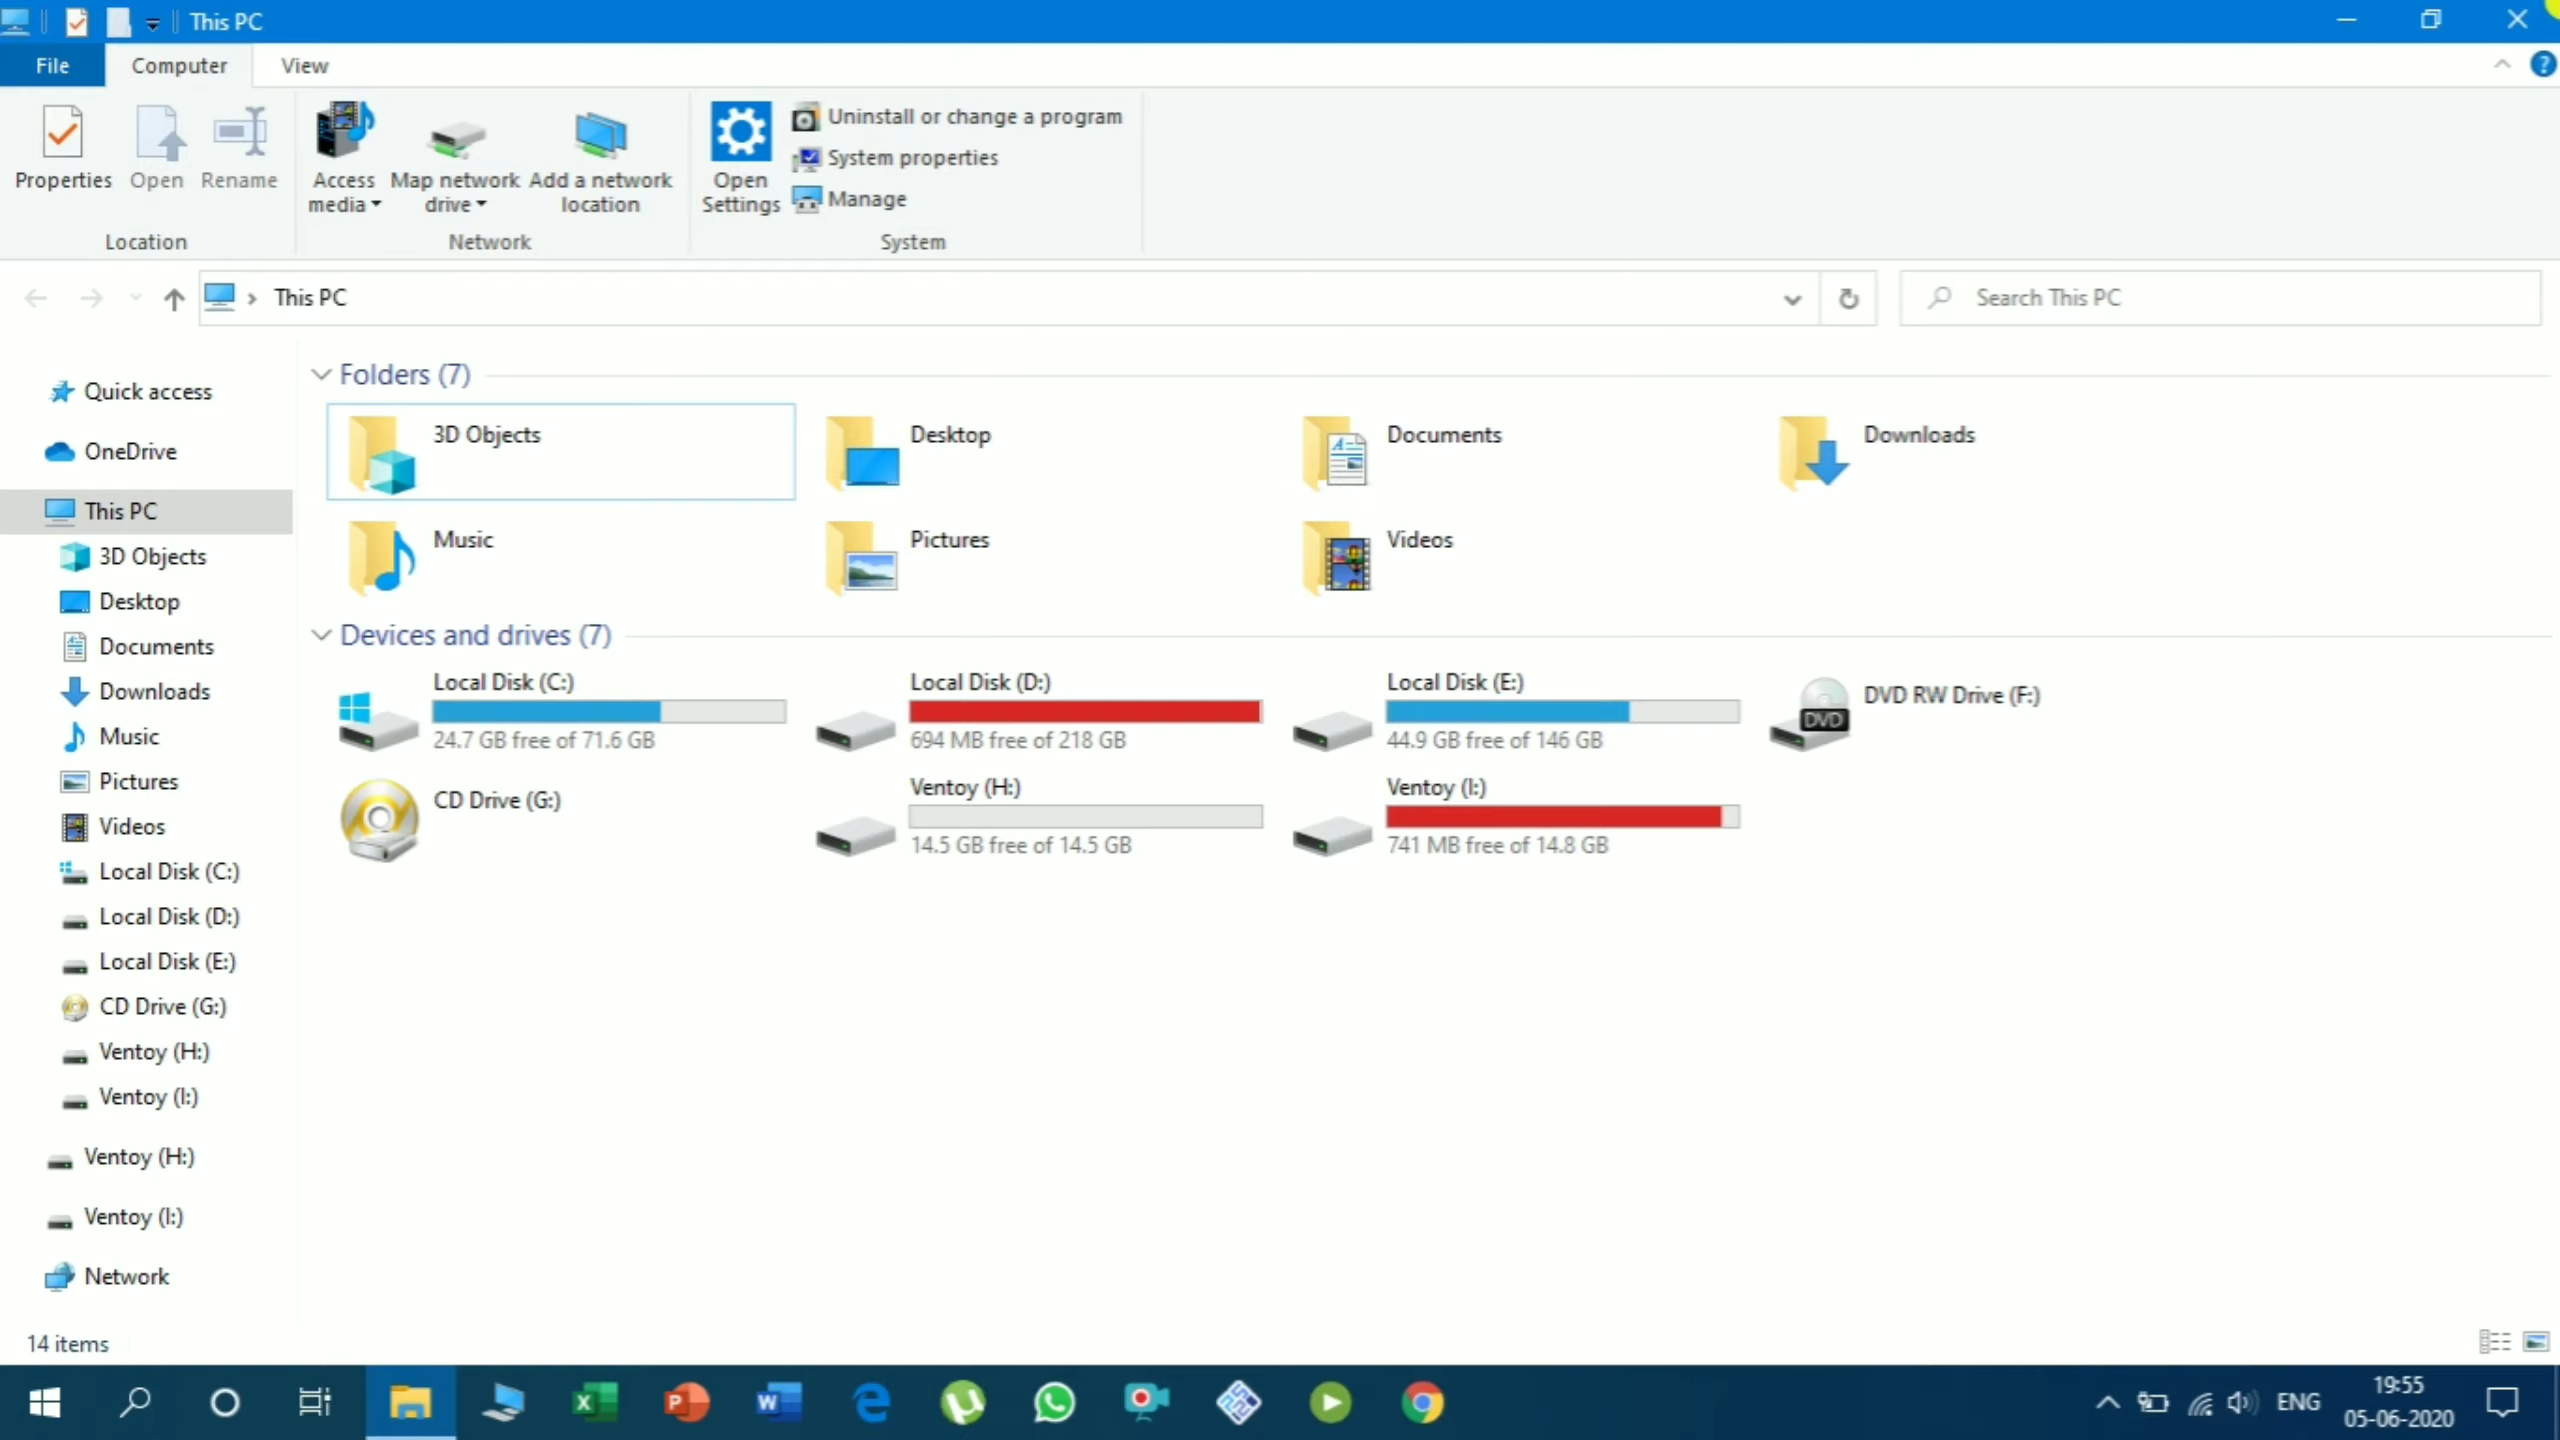 This PC
File
Computer
View
Properties
Open
Rename
Access
media
Map network
drive
Add a network
location
Open
Settings
Uninstall or change a program
System properties
Manage
Location
Network
System
This PC
Search This PC
Quick access
OneDrive
This PC
3D Objects
Desktop
Documents
Downloads
Music
Pictures
Videos
Local Disk (C:)
Local Disk (D:)
Local Disk (E:)
CD Drive (G:)
Ventoy (H:)
Ventoy (I:)
Ventoy (H:)
Ventoy (I:)
Network
Folders (7)
3D Objects
Desktop
Documents
Downloads
Music
Pictures
Videos
Devices and drives (7)
Local Disk (C:)
24.7 GB free of 71.6 GB
Local Disk (D:)
694 MB free of 218 GB
Local Disk (E:)
44.9 GB free of 146 GB
DVD RW Drive (F:)
DVD
CD Drive (G:)
Ventoy (H:)
14.5 GB free of 14.5 GB
Ventoy (I:)
741 MB free of 14.8 GB
14 items
ENG
19:55
05-06-2020